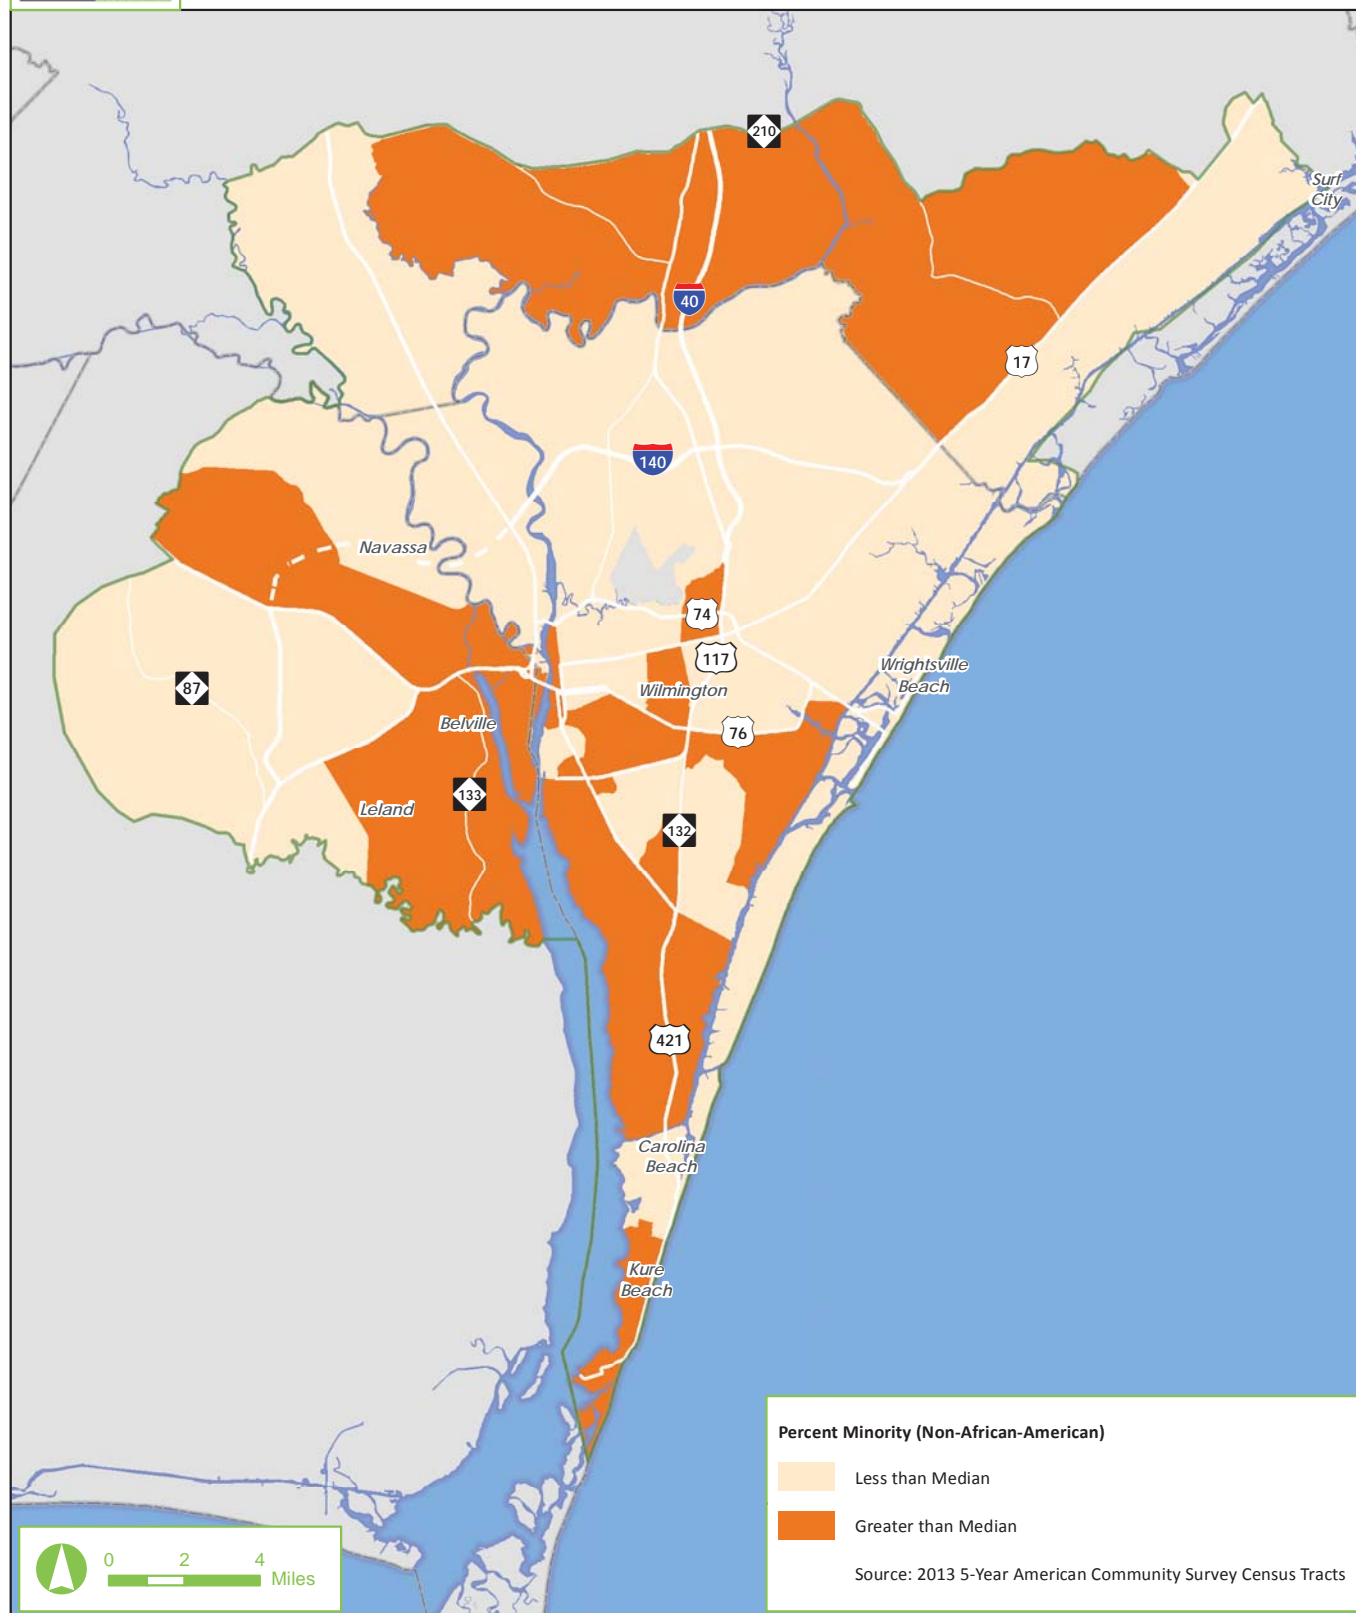 210
Surf
City
40
17
140
Navassa
74
117
Wrightsville
Beach
87
Wilmington
Belville
76
133
Leland
132
421
Carolina
Beach
Kure
Beach
Percent Minority (Non-African-American)
Less than Median
Greater than Median
Source: 2013 5-Year American Community Survey Census Tracts
0 2 4
Miles